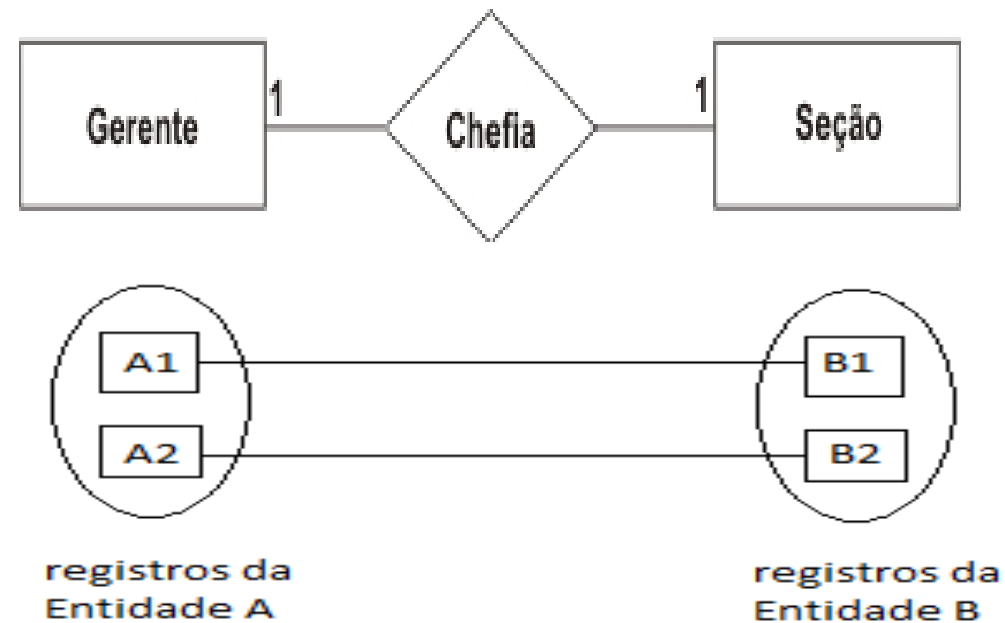 Gerente 1 Chefia 1 Seção
A1 B1
A2 B2
registros da
Entidade A
registros da
Entidade B